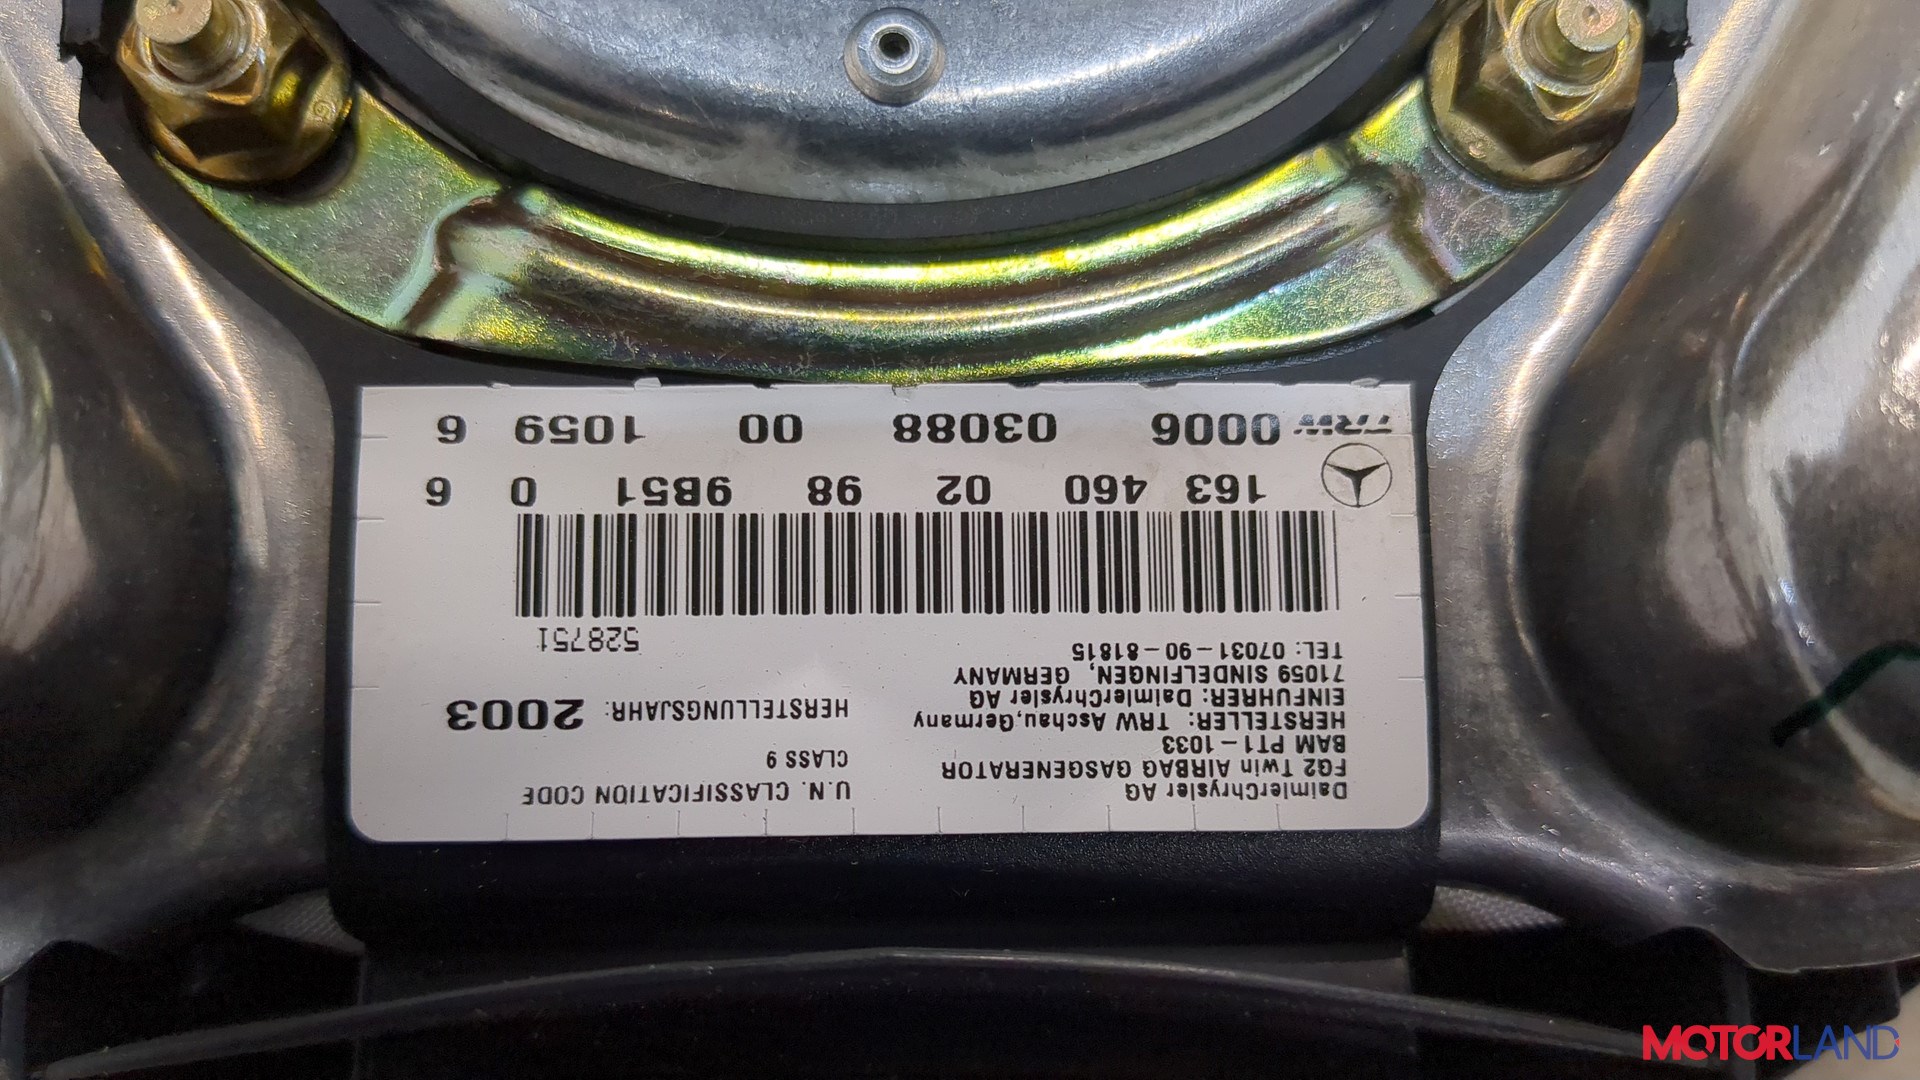 DaimlerChrysler AG
FG2 Twin AIRBAG GASGENERATOR
BAM PT1-1033
HERSTELLER: TRW Aschau,Germany
EINFUHRER: DaimlerChrysler AG
71059 SINDELFINGEN, GERMANY
TEL: 07031-90-81815
U.N. CLASSIFICATION CODE
CLASS 9
HERSTELLUNGSJAHR: 2003
528751
163 460 02 98 9B51 0 6
TRW 0006 03088 00 1059 6
MOTORLAND